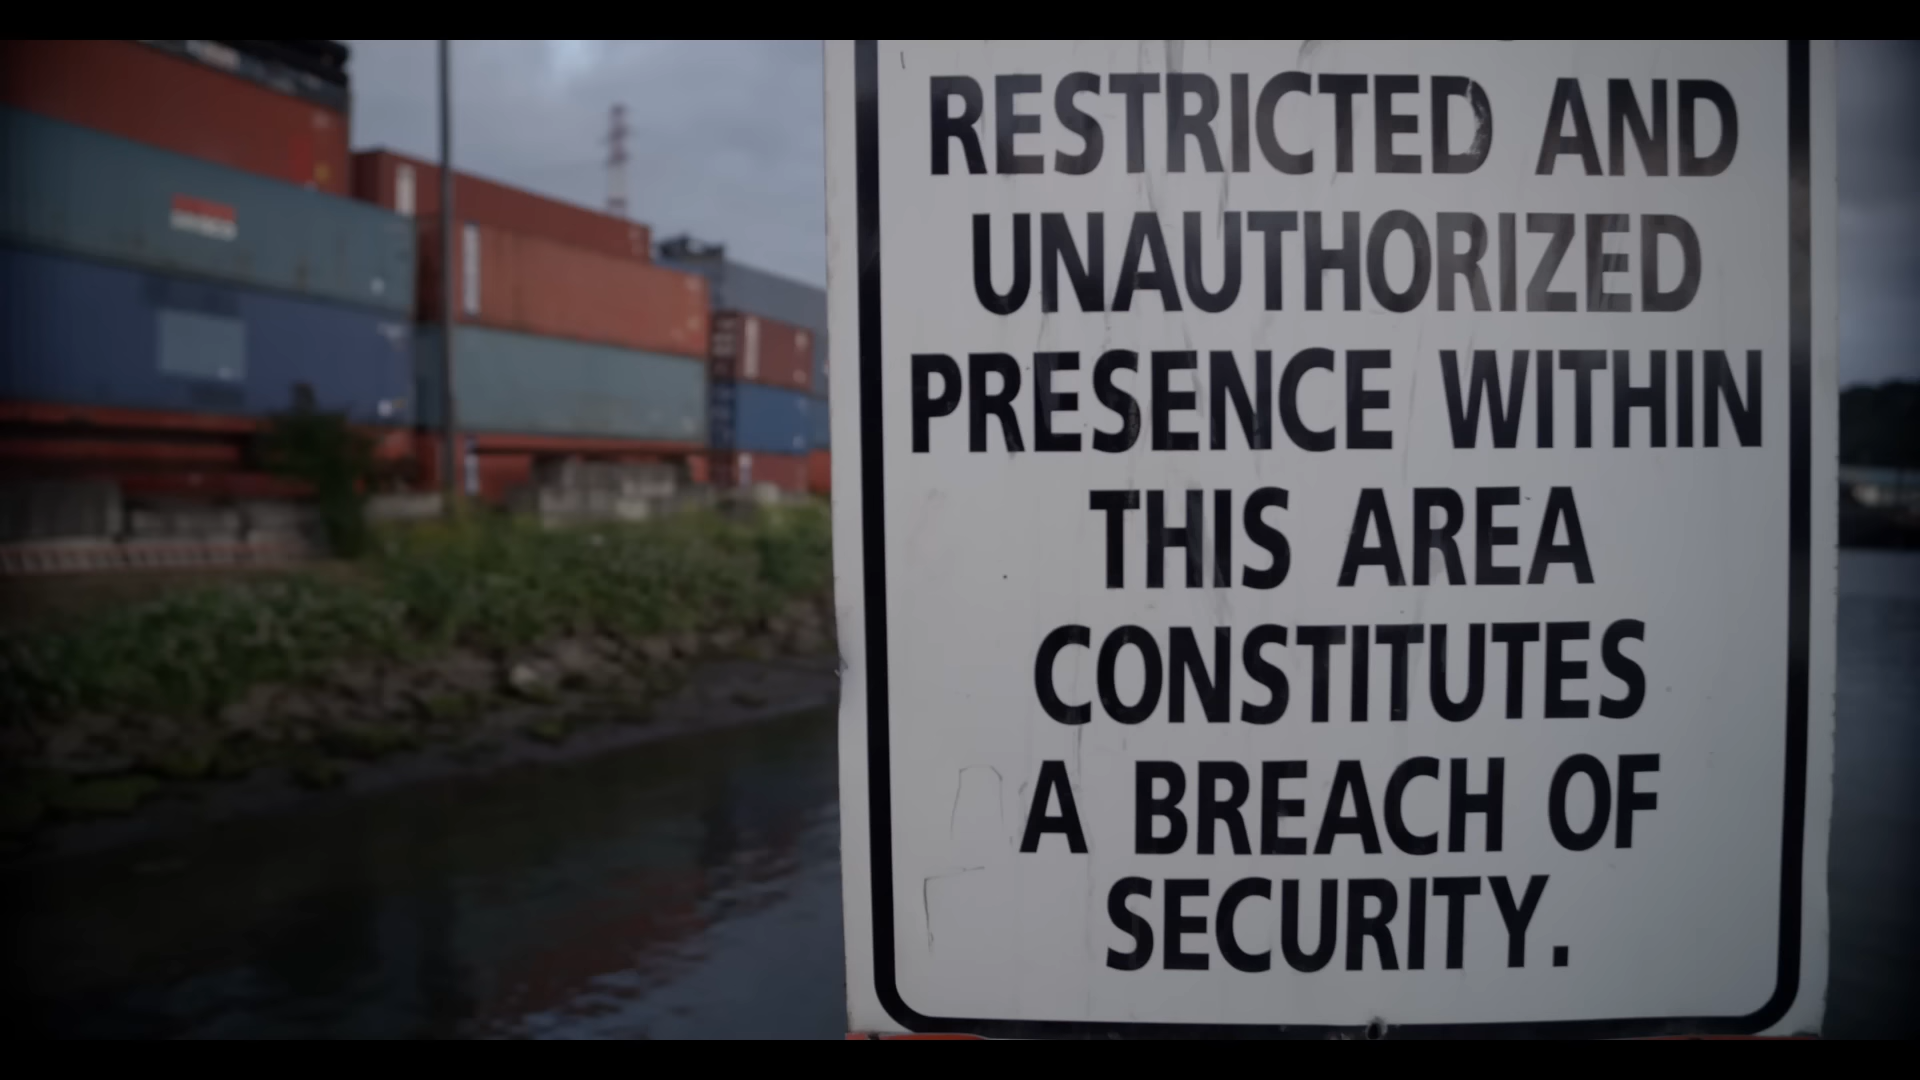 RESTRICTED AND
UNAUTHORIZED
PRESENCE WITHIN
THIS AREA
CONSTITUTES
A BREACH OF
SECURITY.